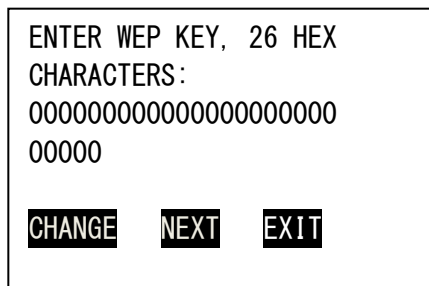 ENTER WEP KEY, 26 HEX
CHARACTERS:
000000000000000000000
00000
CHANGE NEXT EXIT